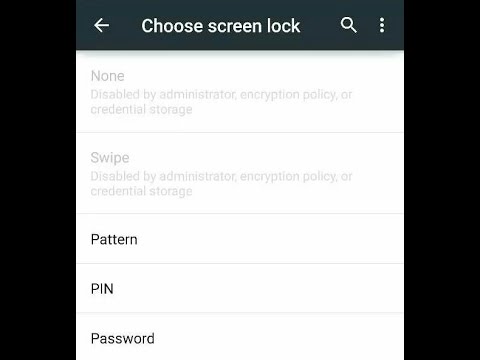 Choose screen lock
None
Disabled by administrator, encryption policy, or
credential storage
Swipe
Disabled by administrator, encryption policy, or
credential storage
Pattern
PIN
Password